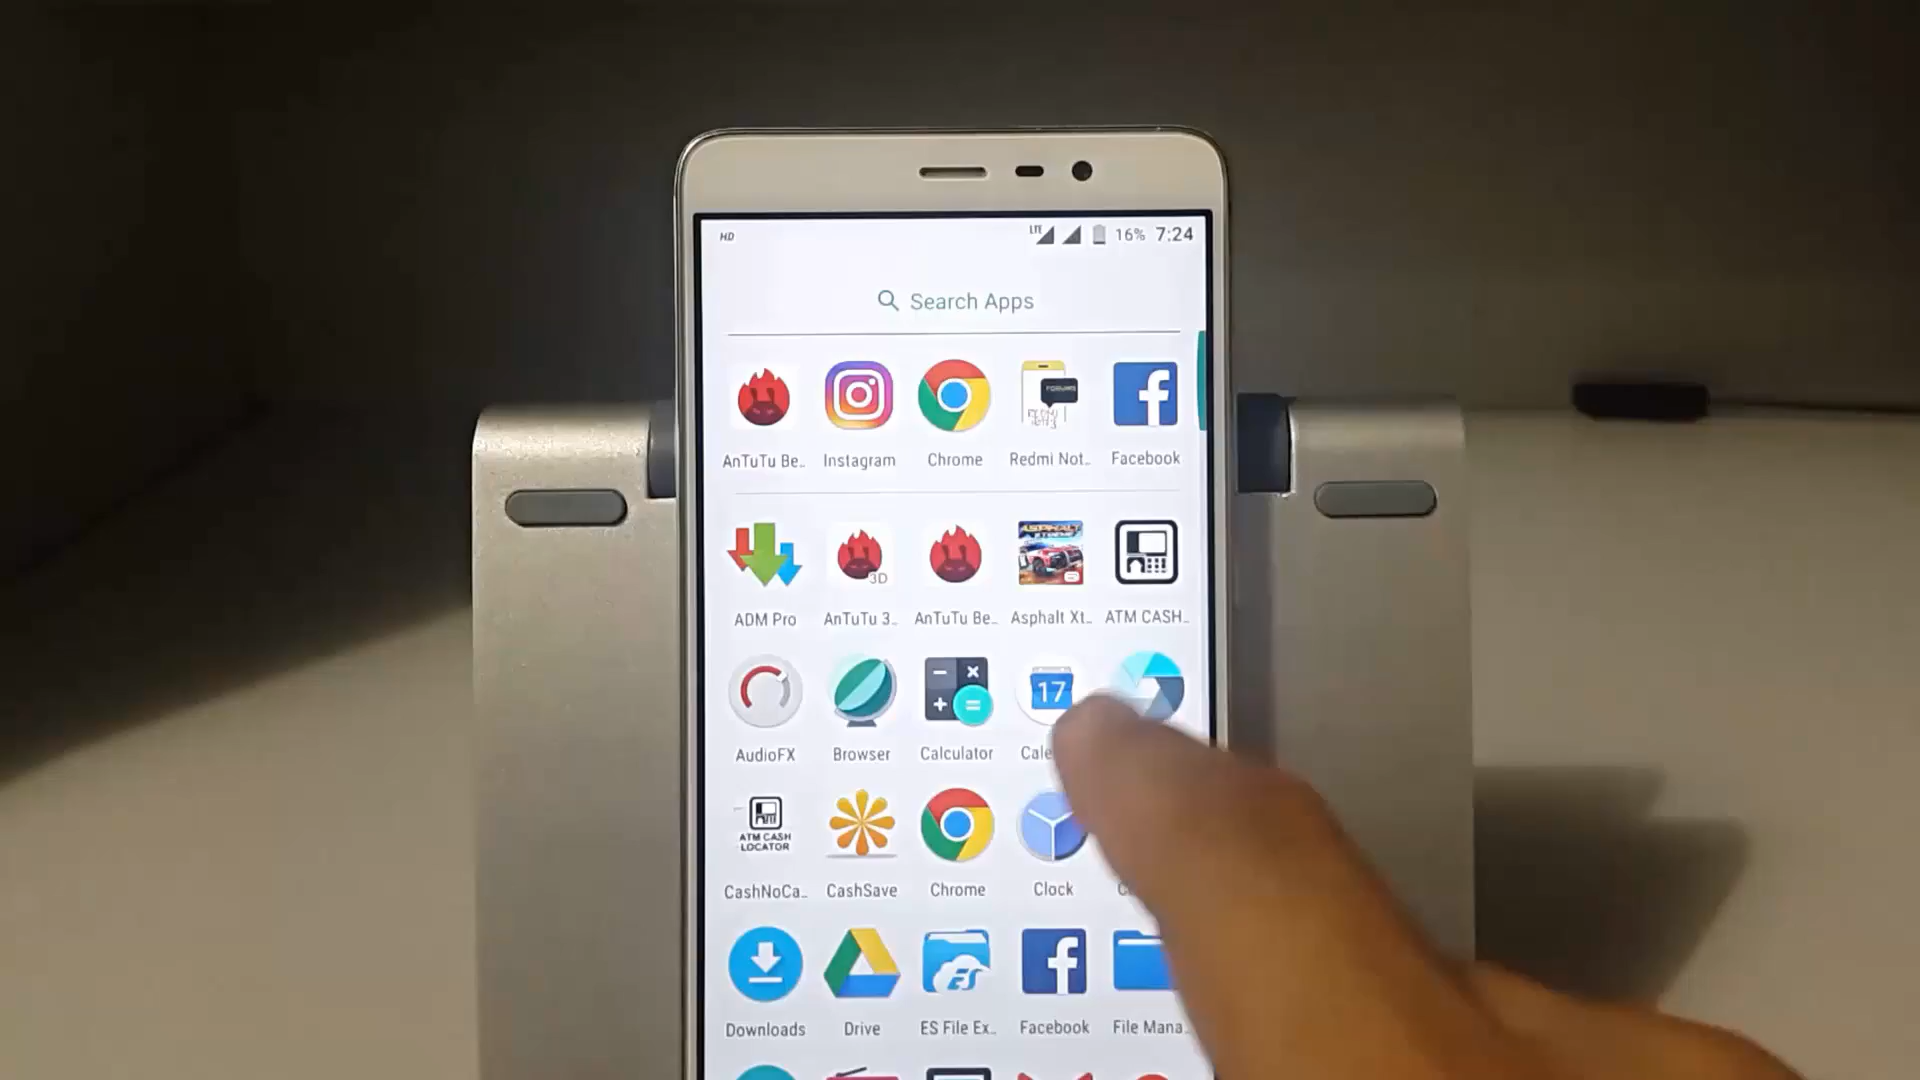 HD LTE 16% 7:24
Search Apps
AnTuTu Be.. Instagram Chrome Redmi Not.. Facebook
ADM Pro AnTuTu 3.. AnTuTu Be.. Asphalt Xt.. ATM CASH..
3D
ASPHALT
17
AudioFX Browser Calculator Cale
ATM CASH
LOCATOR
CashNoCa.. CashSave Chrome Clock C
ES
Downloads Drive ES File Ex.. Facebook File Mana..